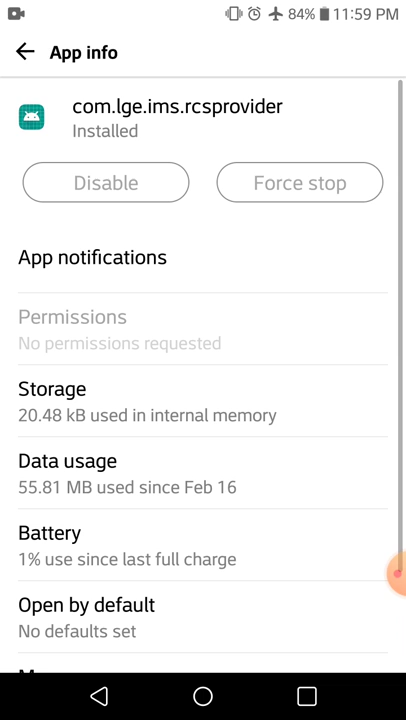 84% 11:59 PM
App info
com.lge.ims.rcsprovider
Installed
Disable Force stop
App notifications
Permissions
No permissions requested
Storage
20.48 kB used in internal memory
Data usage
55.81 MB used since Feb 16
Battery
1% use since last full charge
Open by default
No defaults set